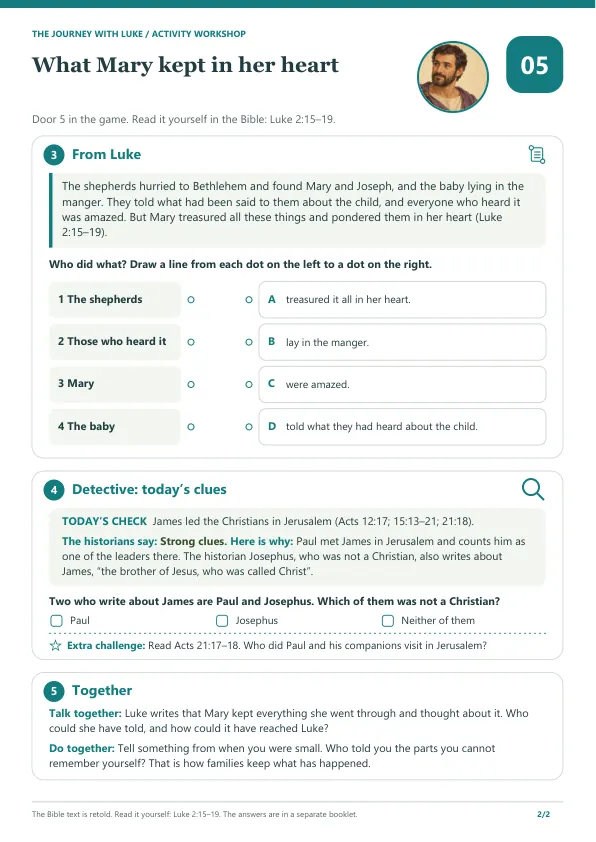 THE JOURNEY WITH LUKE / ACTIVITY WORKSHOP
What Mary kept in her heart
05
Door 5 in the game. Read it yourself in the Bible: Luke 2:15–19.
3 From Luke
The shepherds hurried to Bethlehem and found Mary and Joseph, and the baby lying in the
manger. They told what had been said to them about the child, and everyone who heard it
was amazed. But Mary treasured all these things and pondered them in her heart (Luke
2:15–19).
Who did what? Draw a line from each dot on the left to a dot on the right.
1 The shepherds
A treasured it all in her heart.
2 Those who heard it
B lay in the manger.
3 Mary
C were amazed.
4 The baby
D told what they had heard about the child.
4 Detective: today’s clues
TODAY’S CHECK James led the Christians in Jerusalem (Acts 12:17; 15:13–21; 21:18).
The historians say: Strong clues. Here is why: Paul met James in Jerusalem and counts him as
one of the leaders there. The historian Josephus, who was not a Christian, also writes about
James, “the brother of Jesus, who was called Christ”.
Two who write about James are Paul and Josephus. Which of them was not a Christian?
Paul
Josephus
Neither of them
Extra challenge: Read Acts 21:17–18. Who did Paul and his companions visit in Jerusalem?
5 Together
Talk together: Luke writes that Mary kept everything she went through and thought about it. Who
could she have told, and how could it have reached Luke?
Do together: Tell something from when you were small. Who told you the parts you cannot
remember yourself? That is how families keep what has happened.
The Bible text is retold. Read it yourself: Luke 2:15–19. The answers are in a separate booklet.
2/2